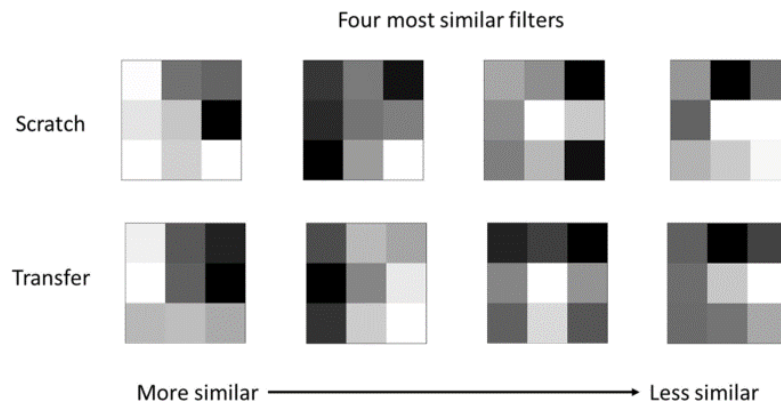 Four most similar filters
Scratch
Transfer
More similar
Less similar